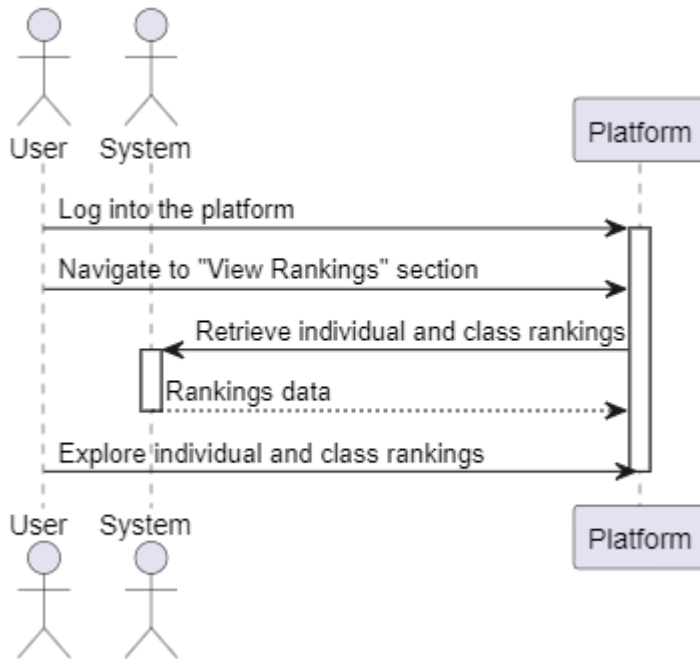 User
System
Platform
Log into the platform
Navigate to "View Rankings" section
Retrieve individual and class rankings
Rankings data
Explore individual and class rankings
User
System
Platform